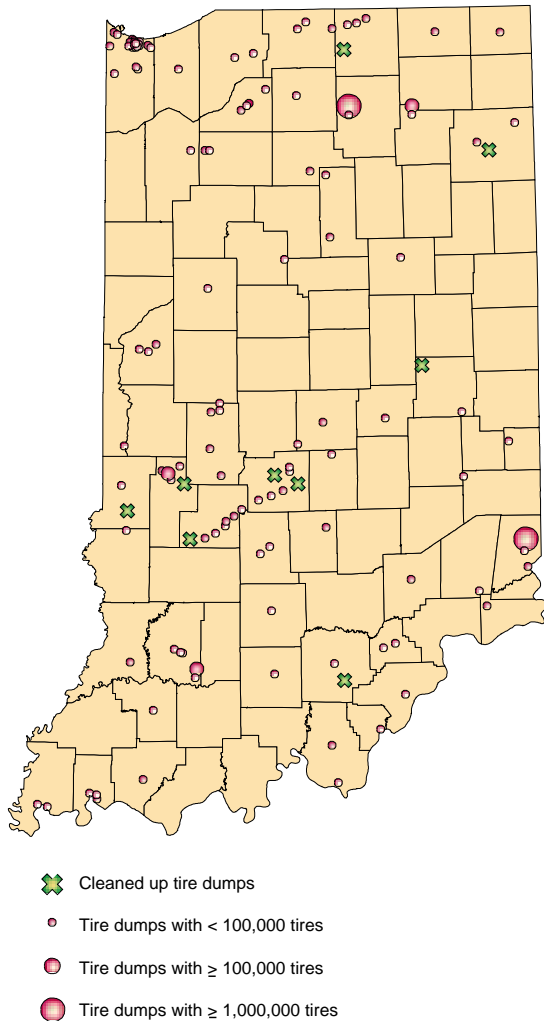 Cleaned up tire dumps
Tire dumps with < 100,000 tires
Tire dumps with ≥ 100,000 tires
Tire dumps with ≥ 1,000,000 tires